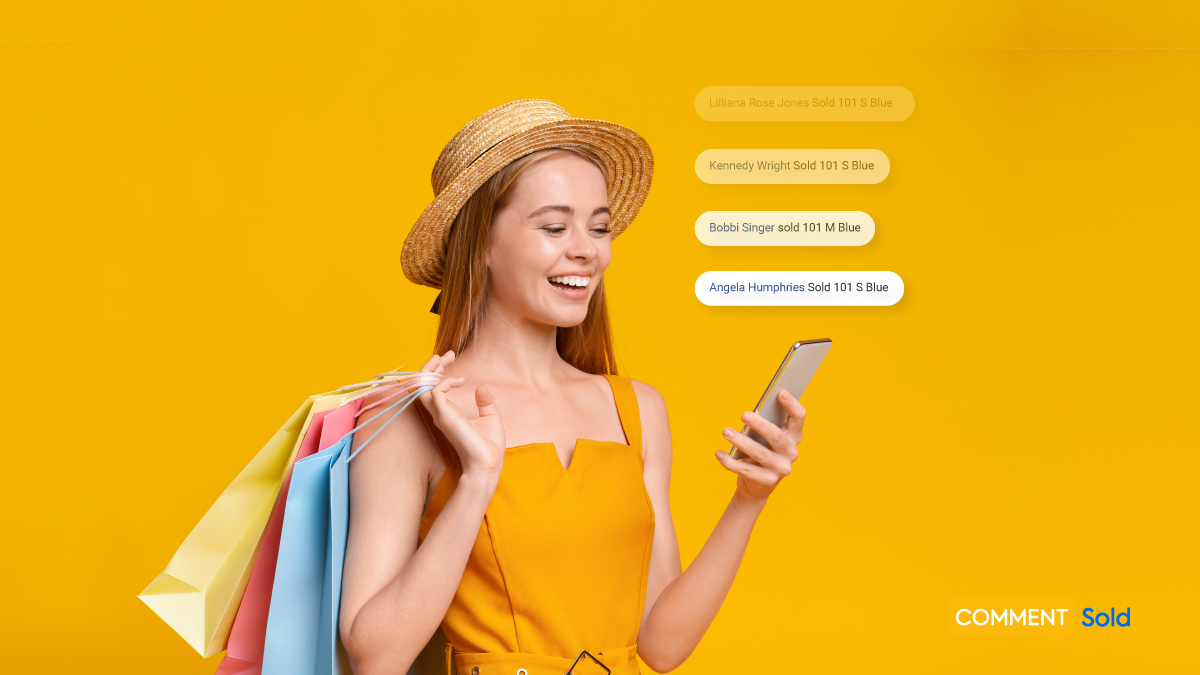 Lilliana Rose Jones Sold 101 S Blue
Kennedy Wright Sold 101 S Blue
Bobbi Singer sold 101 M Blue
Angela Humphries Sold 101 S Blue
COMMENT Sold